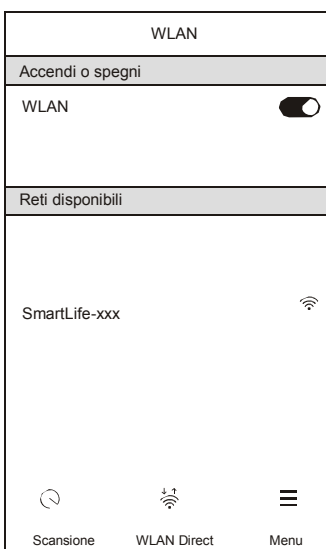 WLAN
Accendi o spegni
WLAN
Reti disponibili
SmartLife-xxx
Scansione WLAN Direct Menu